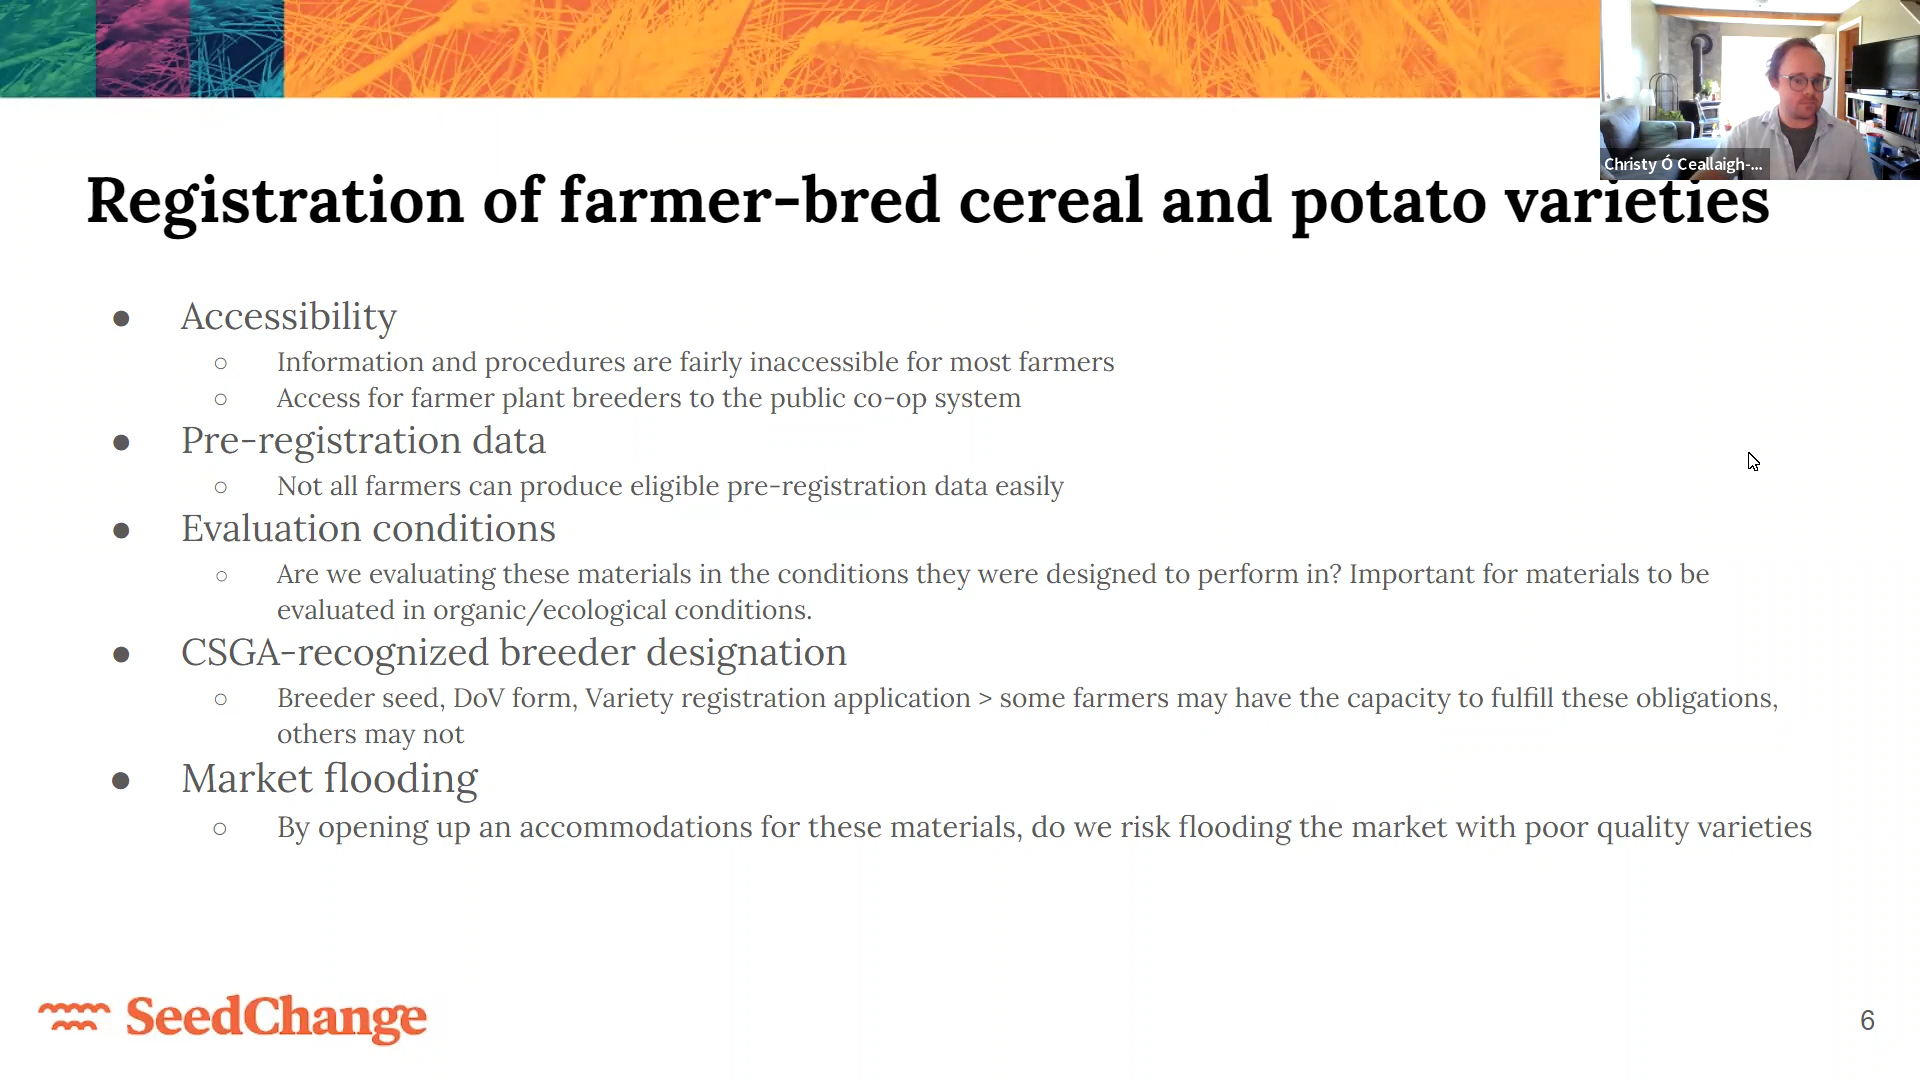 Christy Ó Ceallaigh-...
Registration of farmer-bred cereal and potato varieties
● Accessibility
○ Information and procedures are fairly inaccessible for most farmers
○ Access for farmer plant breeders to the public co-op system
● Pre-registration data
○ Not all farmers can produce eligible pre-registration data easily
● Evaluation conditions
○ Are we evaluating these materials in the conditions they were designed to perform in? Important for materials to be
evaluated in organic/ecological conditions.
● CSGA-recognized breeder designation
○ Breeder seed, DoV form, Variety registration application > some farmers may have the capacity to fulfill these obligations,
others may not
● Market flooding
○ By opening up an accommodations for these materials, do we risk flooding the market with poor quality varieties
SeedChange
6